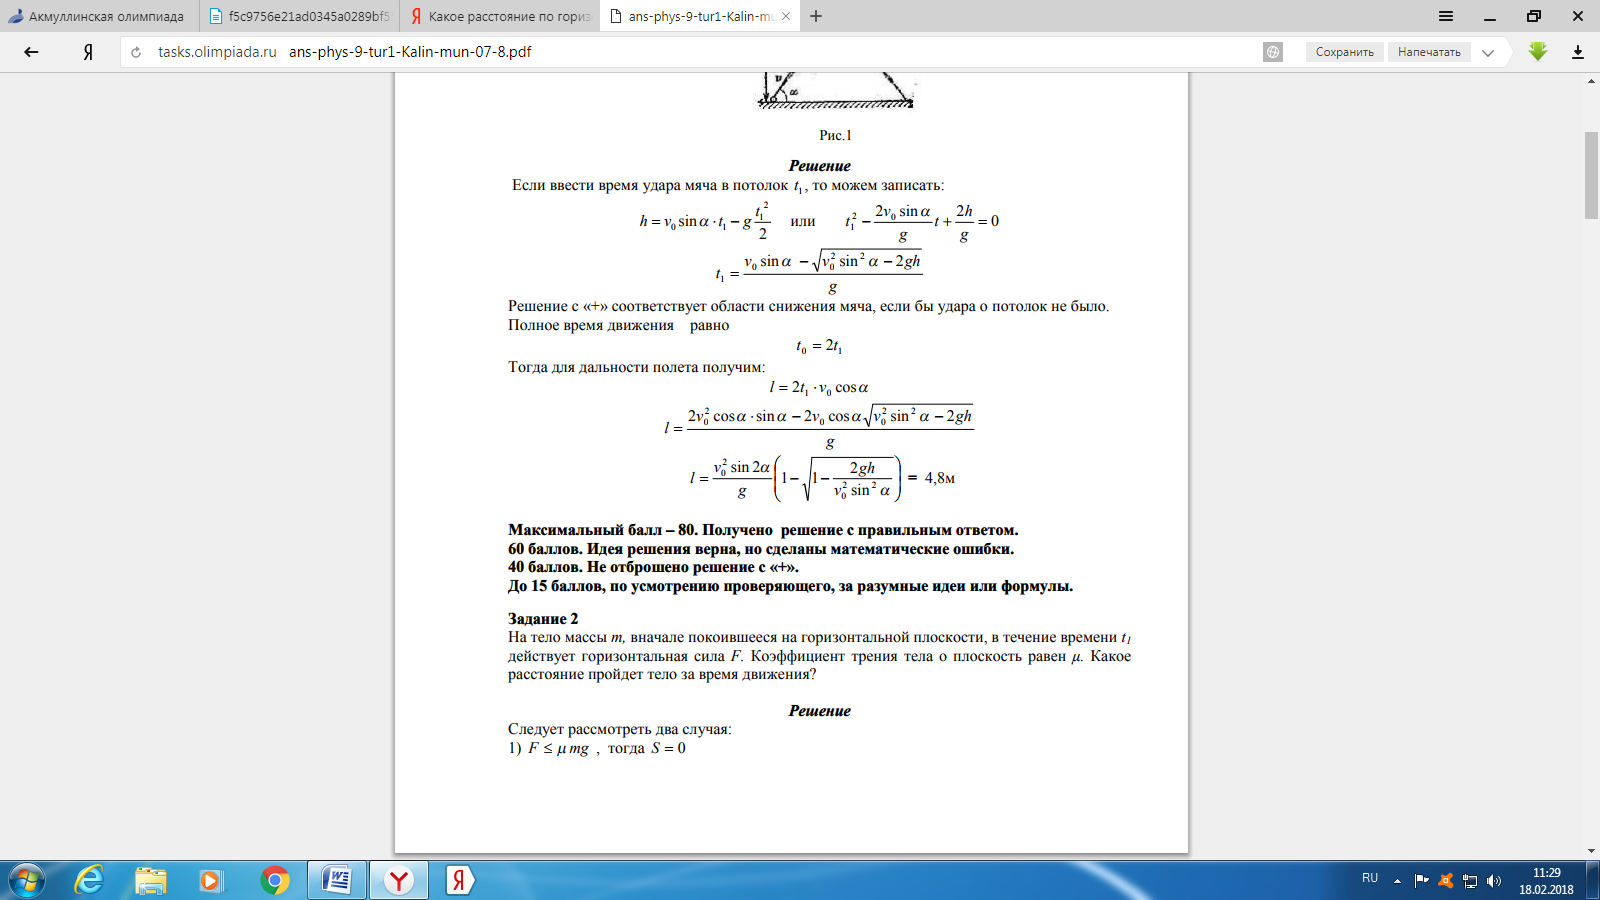 Акмуллинская олимпиада
f5c9756e21ad0345a0289bf5
Какое расстояние по гориз
ans-phys-9-tur1-Kalin-mu
tasks.olimpiada.ru ans-phys-9-tur1-Kalin-mun-07-8.pdf
Сохранить Напечатать
υ α
Рис.1
Решение
Если ввести время удара мяча в потолок t₁, то можем записать:
h = v₀ sin α · t₁ − g t₁²/2 или t₁² − (2v₀ sin α / g) t + 2h/g = 0
t₁ = (v₀ sin α − √(v₀² sin² α − 2gh)) / g
Решение с «+» соответствует области снижения мяча, если бы удара о потолок не было.
Полное время движения равно
t₀ = 2t₁
Тогда для дальности полета получим:
l = 2t₁ · v₀ cos α
l = (2v₀² cos α · sin α − 2v₀ cos α √(v₀² sin² α − 2gh)) / g
l = (v₀² sin 2α / g) (1 − √(1 − 2gh / (v₀² sin² α))) = 4,8м
Максимальный балл – 80. Получено решение с правильным ответом.
60 баллов. Идея решения верна, но сделаны математические ошибки.
40 баллов. Не отброшено решение с «+».
До 15 баллов, по усмотрению проверяющего, за разумные идеи или формулы.
Задание 2
На тело массы m, вначале покоившееся на горизонтальной плоскости, в течение времени t₁
действует горизонтальная сила F. Коэффициент трения тела о плоскость равен μ. Какое
расстояние пройдет тело за время движения?
Решение
Следует рассмотреть два случая:
1) F ≤ μ mg , тогда S = 0
RU
11:29
18.02.2018